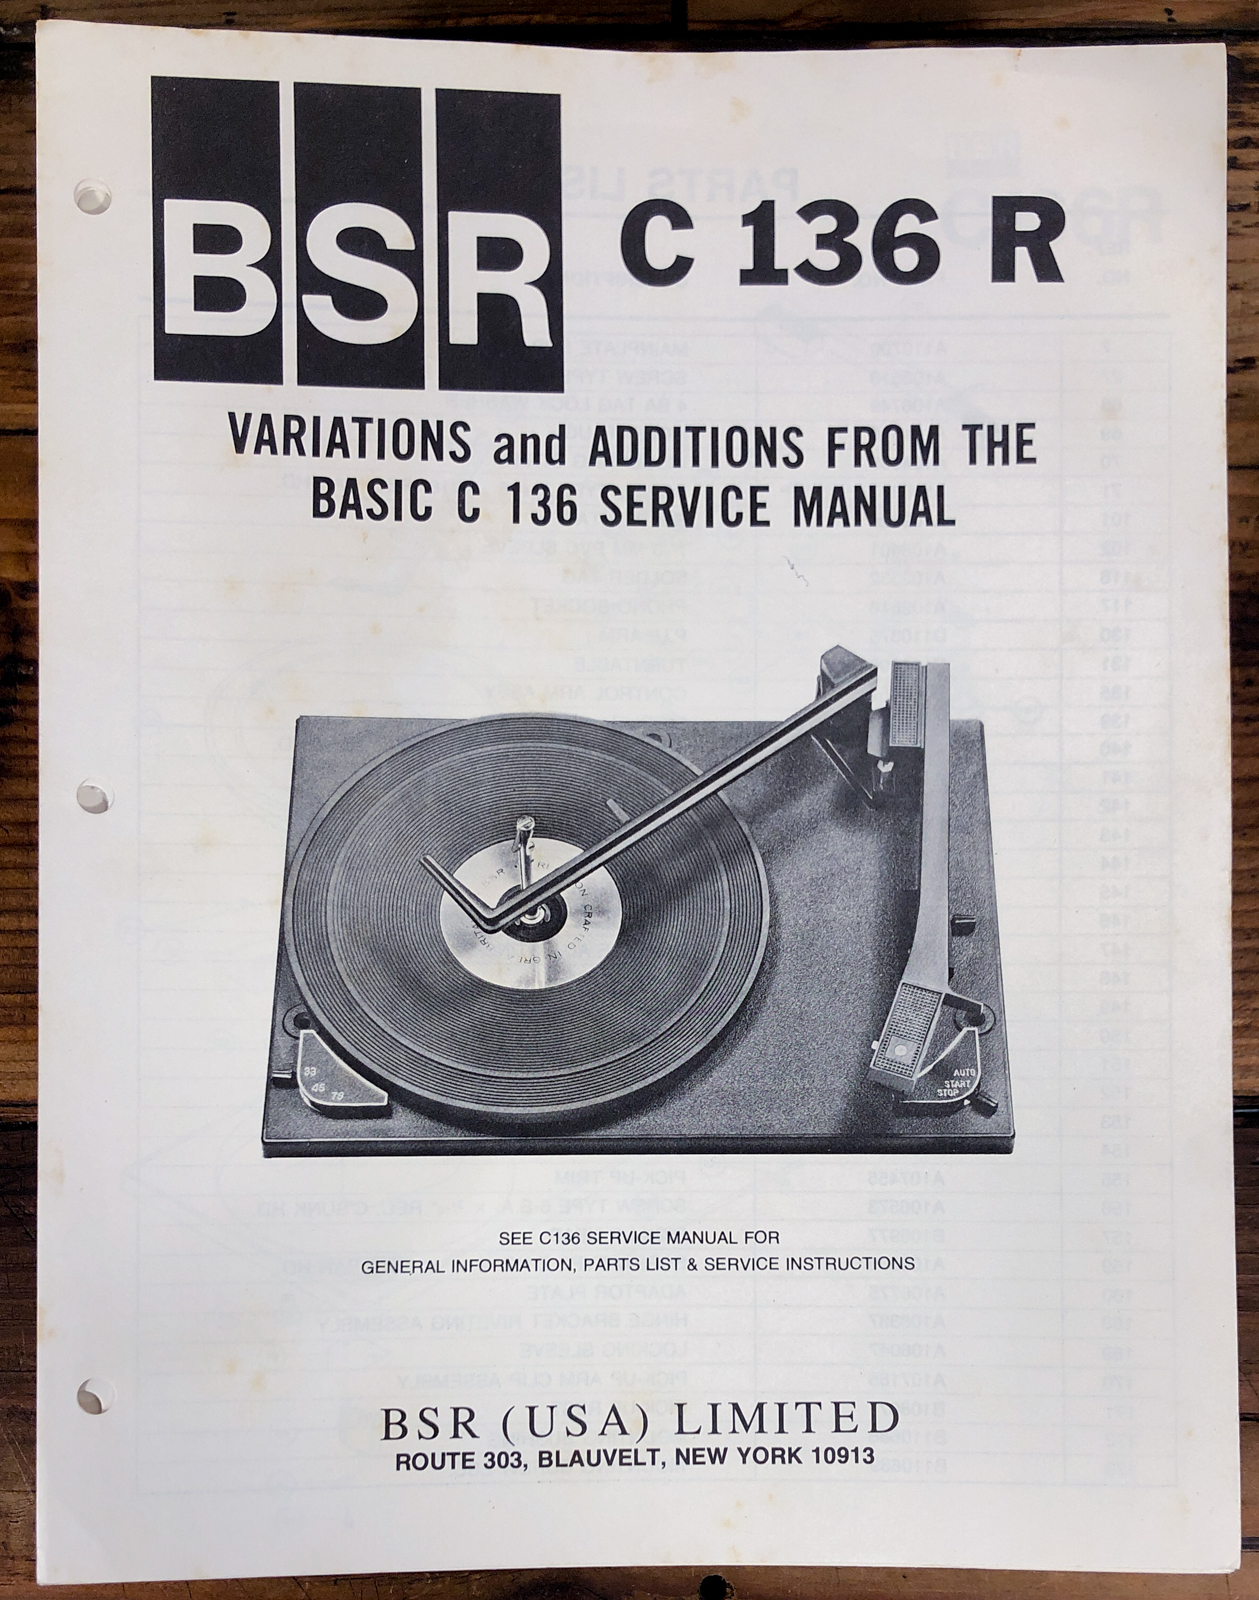 BSR C 136 R
VARIATIONS and ADDITIONS FROM THE
BASIC C 136 SERVICE MANUAL
33
45
78
AUTO
START
STOP
SEE C136 SERVICE MANUAL FOR
GENERAL INFORMATION, PARTS LIST & SERVICE INSTRUCTIONS
BSR (USA) LIMITED
ROUTE 303, BLAUVELT, NEW YORK 10913